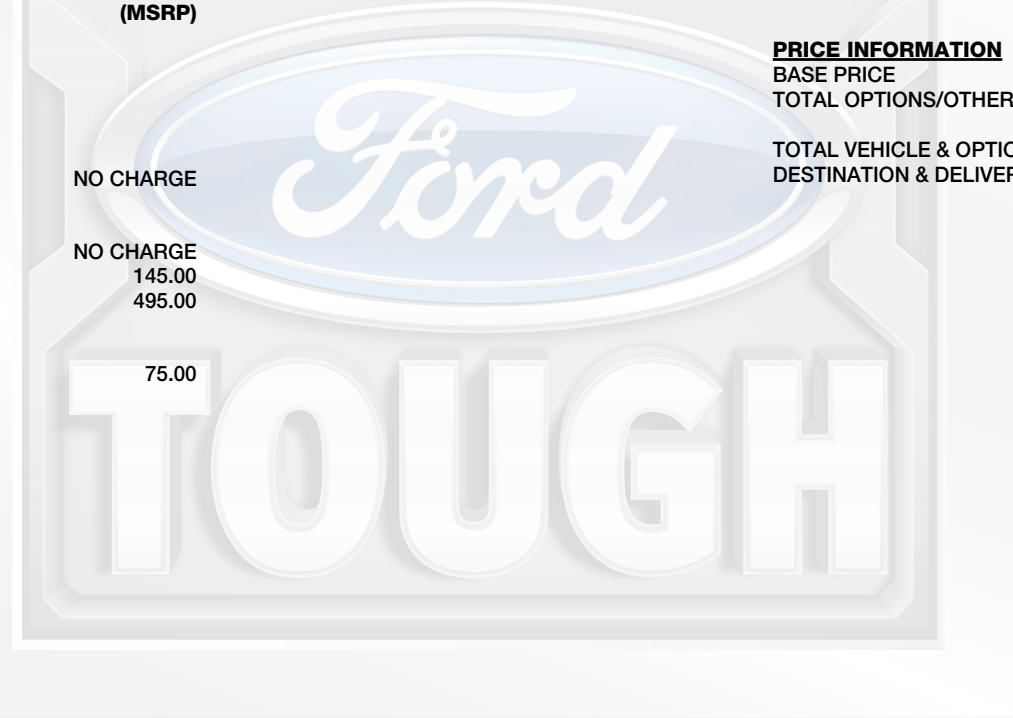 (MSRP)
NO CHARGE
NO CHARGE
145.00
495.00
75.00
PRICE INFORMATION
BASE PRICE
TOTAL OPTIONS/OTHER
TOTAL VEHICLE & OPTIO
DESTINATION & DELIVER
Ford
TOUGH